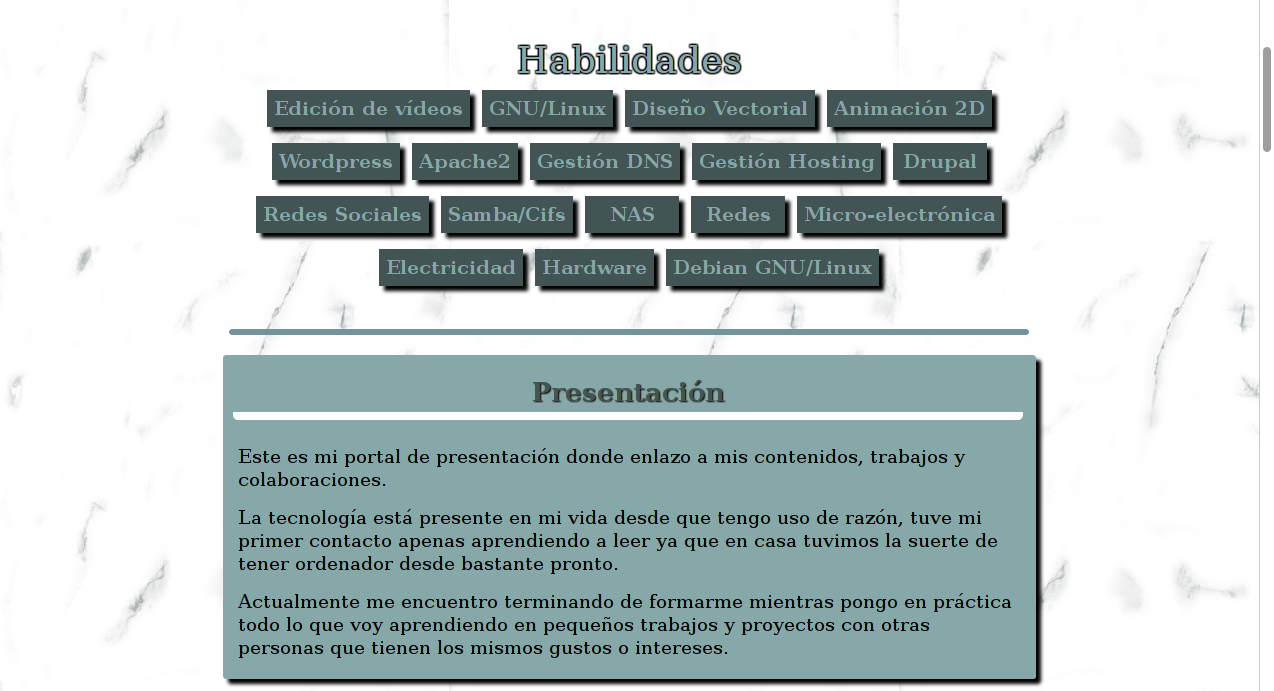 Habilidades
Edición de vídeos GNU/Linux Diseño Vectorial Animación 2D
Wordpress Apache2 Gestión DNS Gestión Hosting Drupal
Redes Sociales Samba/Cifs NAS Redes Micro-electrónica
Electricidad Hardware Debian GNU/Linux
Presentación
Este es mi portal de presentación donde enlazo a mis contenidos, trabajos y
colaboraciones.
La tecnología está presente en mi vida desde que tengo uso de razón, tuve mi
primer contacto apenas aprendiendo a leer ya que en casa tuvimos la suerte de
tener ordenador desde bastante pronto.
Actualmente me encuentro terminando de formarme mientras pongo en práctica
todo lo que voy aprendiendo en pequeños trabajos y proyectos con otras
personas que tienen los mismos gustos o intereses.